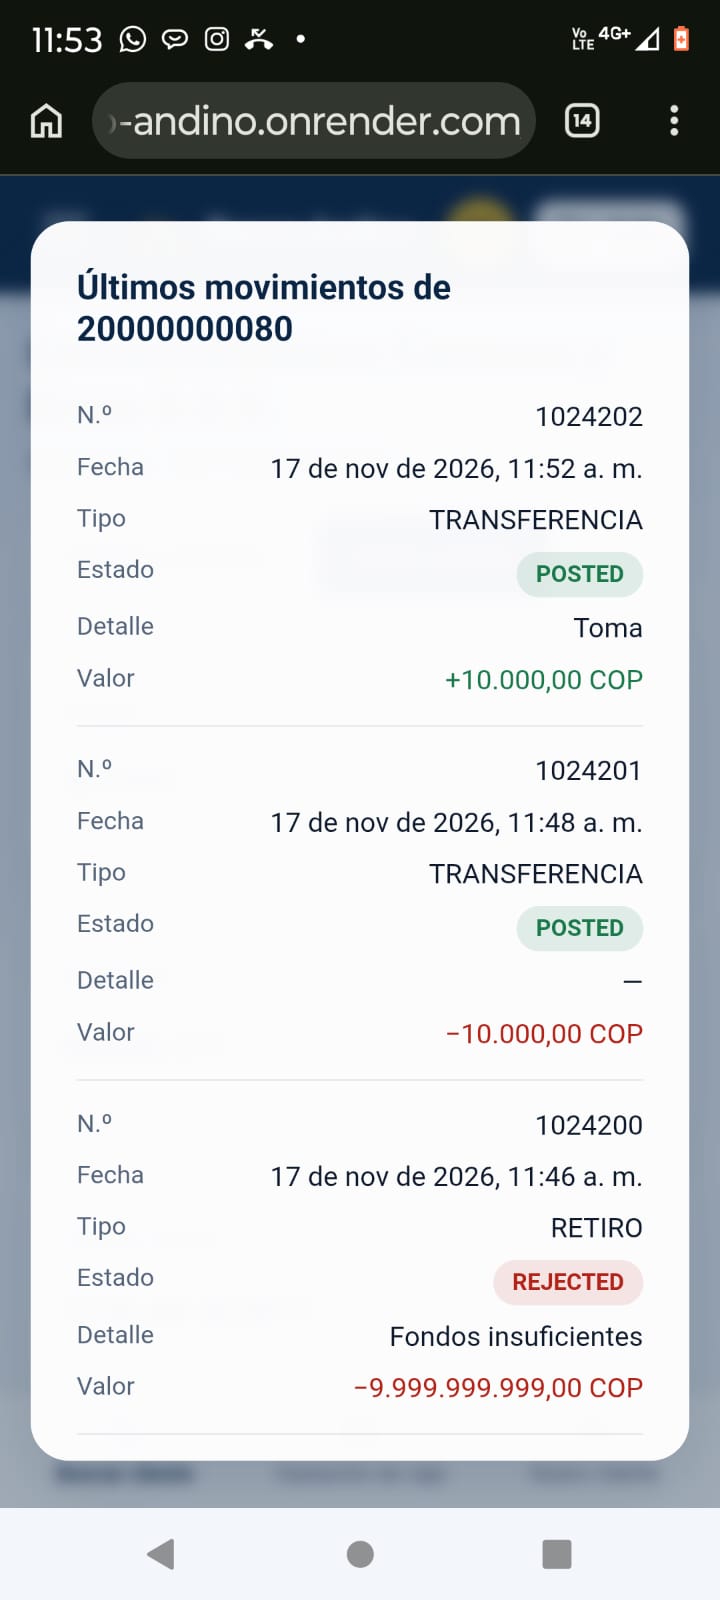 11:53
Vo LTE 4G+
-andino.onrender.com
14
Últimos movimientos de
20000000080
N.º 1024202
Fecha 17 de nov de 2026, 11:52 a. m.
Tipo TRANSFERENCIA
Estado POSTED
Detalle Toma
Valor +10.000,00 COP
N.º 1024201
Fecha 17 de nov de 2026, 11:48 a. m.
Tipo TRANSFERENCIA
Estado POSTED
Detalle —
Valor −10.000,00 COP
N.º 1024200
Fecha 17 de nov de 2026, 11:46 a. m.
Tipo RETIRO
Estado REJECTED
Detalle Fondos insuficientes
Valor −9.999.999.999,00 COP